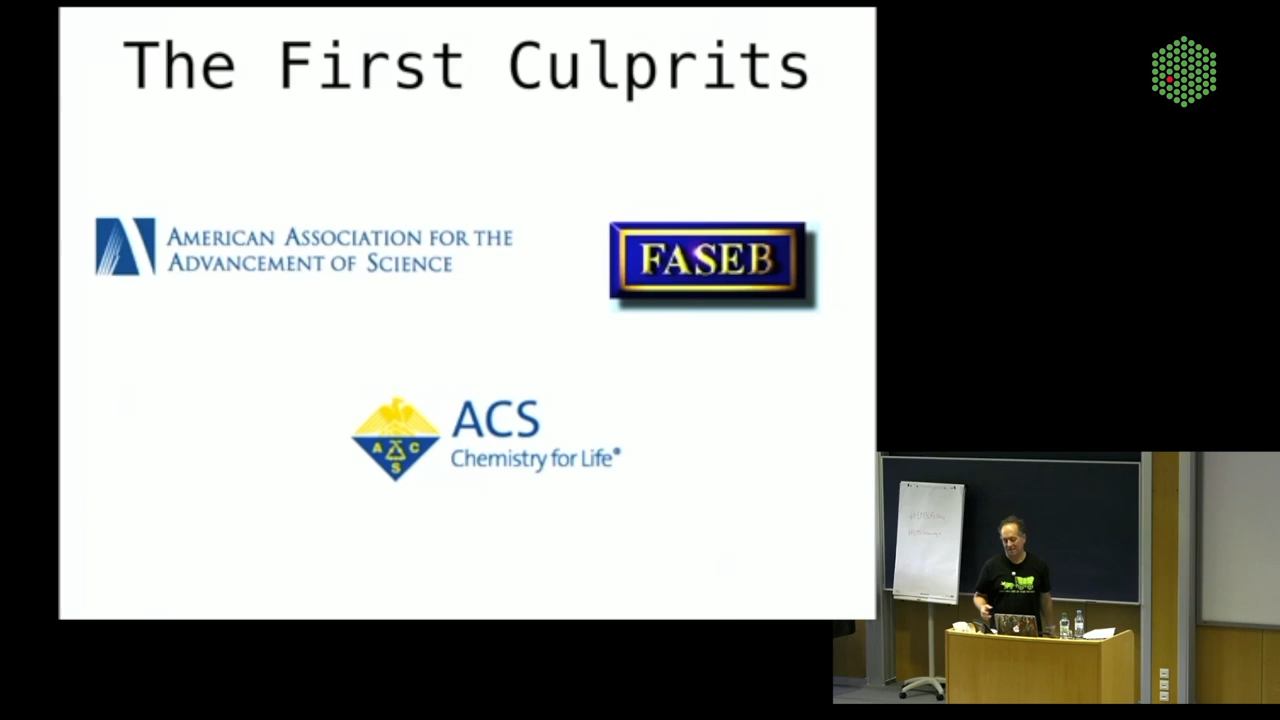 The First Culprits
AMERICAN ASSOCIATION FOR THE
ADVANCEMENT OF SCIENCE
FASEB
A C
S
ACS
Chemistry for Life®